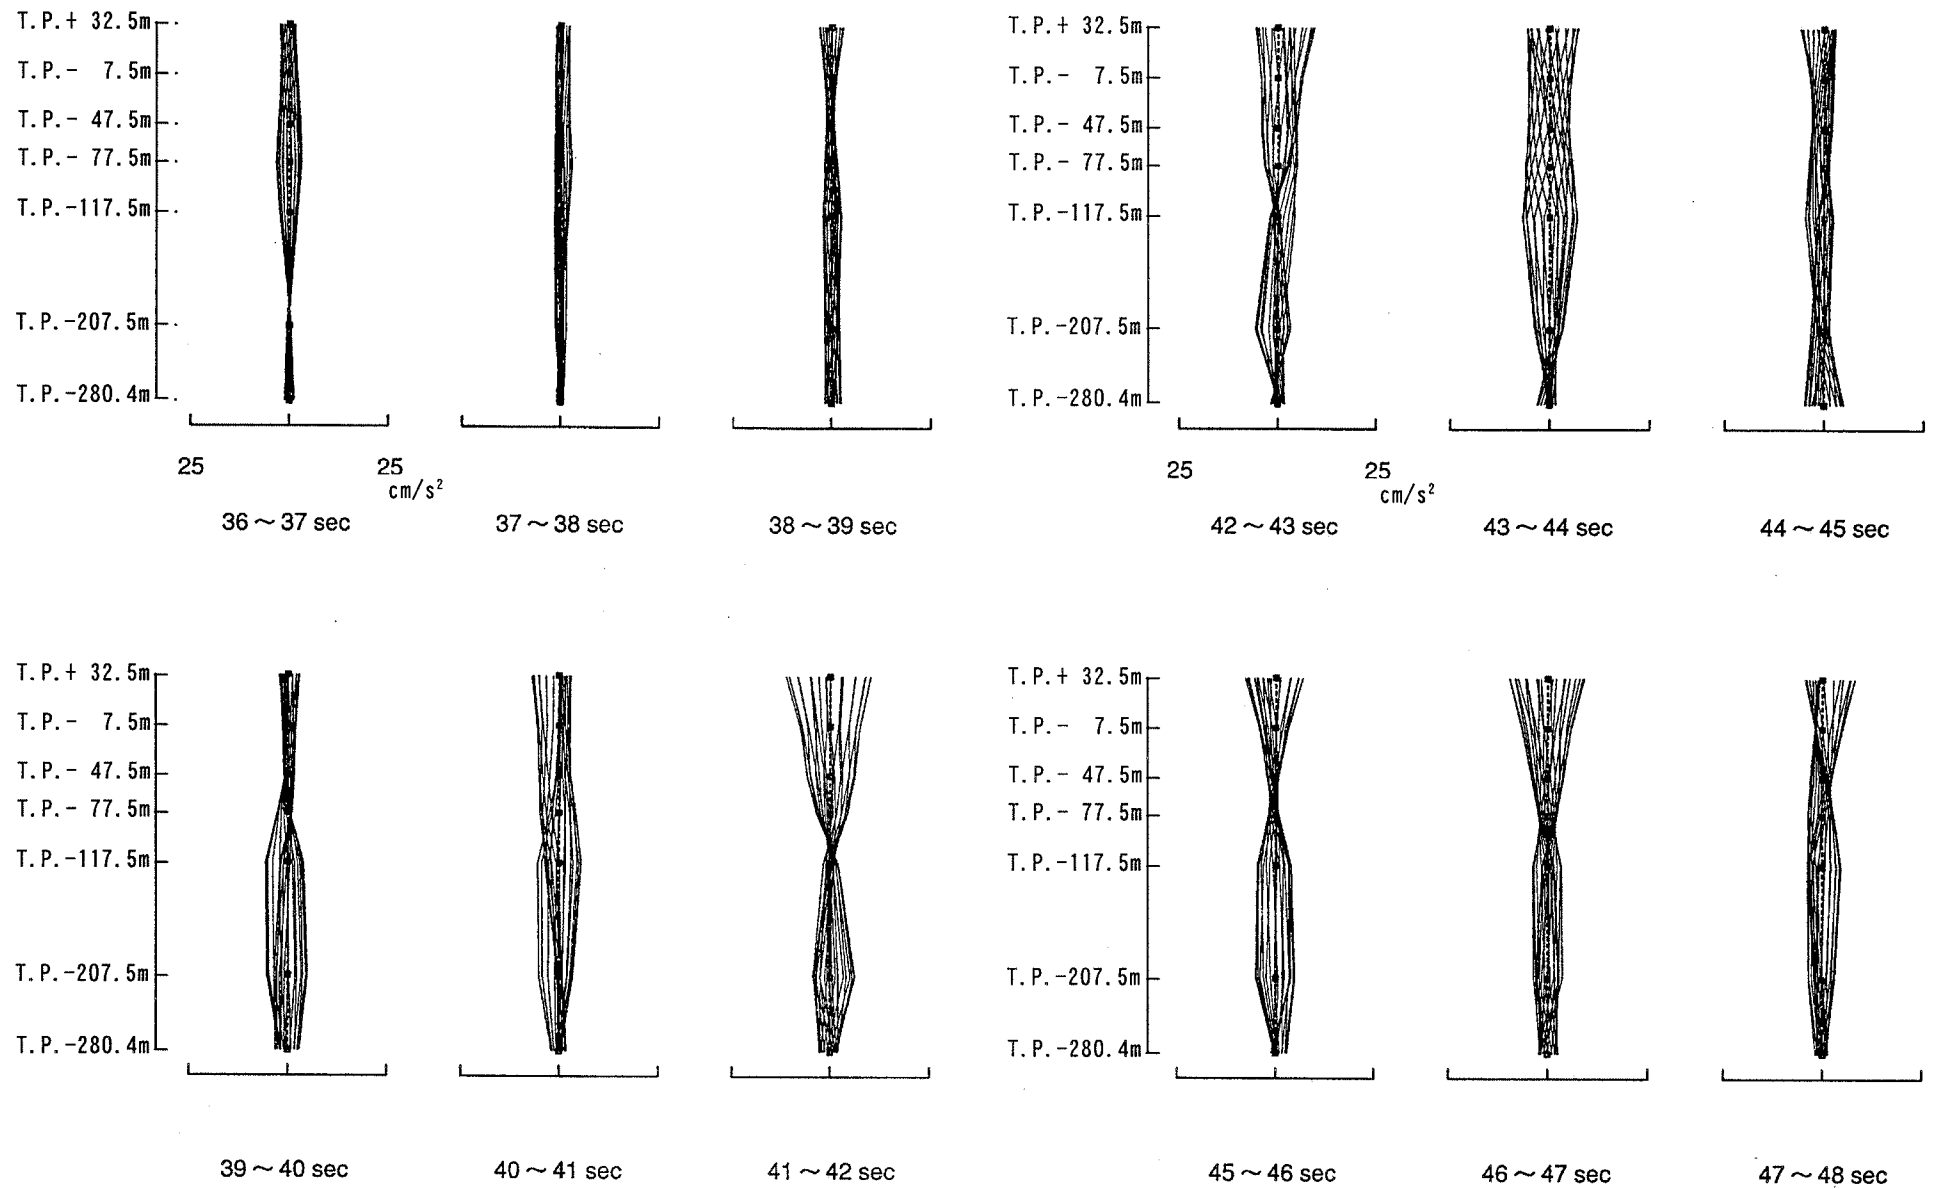 T.P.+ 32.5m
T.P.- 7.5m
T.P.- 47.5m
T.P.- 77.5m
T.P.-117.5m
T.P.-207.5m
T.P.-280.4m
25 25
cm/s²
36~37 sec 37~38 sec 38~39 sec
T.P.+ 32.5m
T.P.- 7.5m
T.P.- 47.5m
T.P.- 77.5m
T.P.-117.5m
T.P.-207.5m
T.P.-280.4m
25 25
cm/s²
42~43 sec 43~44 sec 44~45 sec
T.P.+ 32.5m
T.P.- 7.5m
T.P.- 47.5m
T.P.- 77.5m
T.P.-117.5m
T.P.-207.5m
T.P.-280.4m
39~40 sec 40~41 sec 41~42 sec
T.P.+ 32.5m
T.P.- 7.5m
T.P.- 47.5m
T.P.- 77.5m
T.P.-117.5m
T.P.-207.5m
T.P.-280.4m
45~46 sec 46~47 sec 47~48 sec